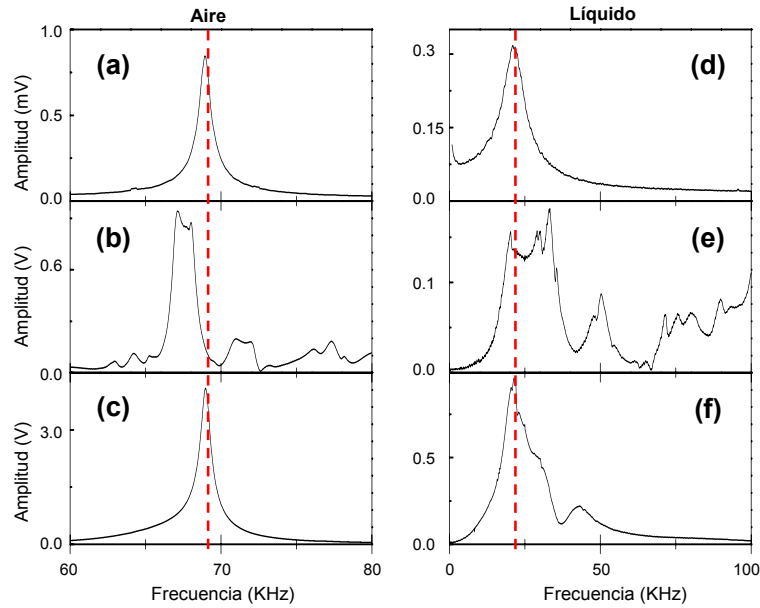 Aire
Líquido
1.0
(a)
0.5
0.0
Amplitud (mV)
(b)
0.6
0.0
Amplitud (V)
(c)
3.0
0.0
Amplitud (V)
60
70
80
Frecuencia (KHz)
0.3
(d)
0.15
0.0
(e)
0.1
0.0
(f)
0.5
0.0
0
50
100
Frecuencia (KHz)